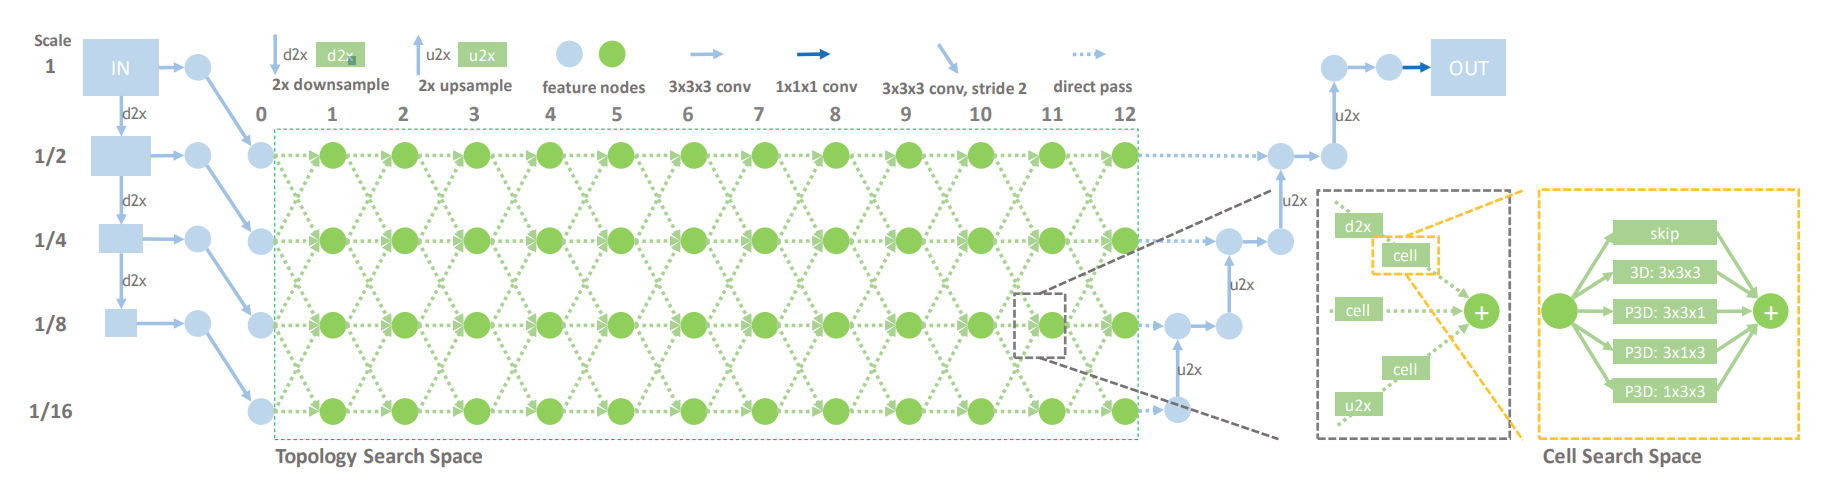 Scale
1
IN
d2x
d2x
2x downsample
u2x
u2x
2x upsample
feature nodes
3x3x3 conv
1x1x1 conv
3x3x3 conv, stride 2
direct pass
OUT
d2x
u2x
0 1 2 3 4 5 6 7 8 9 10 11 12
1/2
d2x
u2x
1/4
d2x
u2x
1/8
u2x
1/16
d2x
cell
cell
cell
u2x
+
skip
3D: 3x3x3
P3D: 3x3x1
P3D: 3x1x3
P3D: 1x3x3
+
Topology Search Space
Cell Search Space